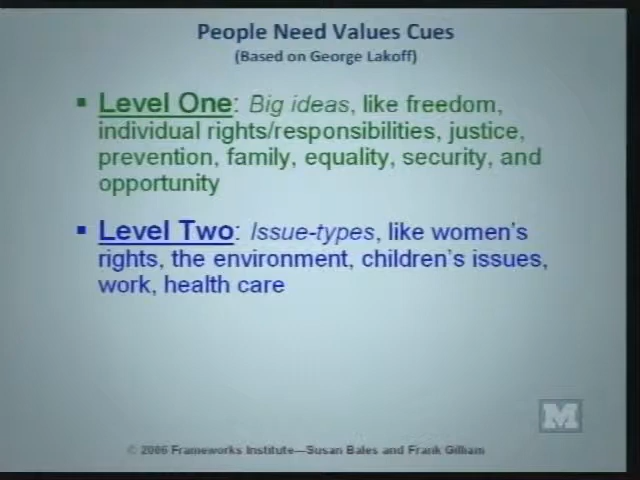 People Need Values Cues
(Based on George Lakoff)
▪ Level One: Big ideas, like freedom,
individual rights/responsibilities, justice,
prevention, family, equality, security, and
opportunity
▪ Level Two: Issue-types, like women's
rights, the environment, children's issues,
work, health care
M
© 2006 Frameworks Institute—Susan Bales and Frank Gilliam